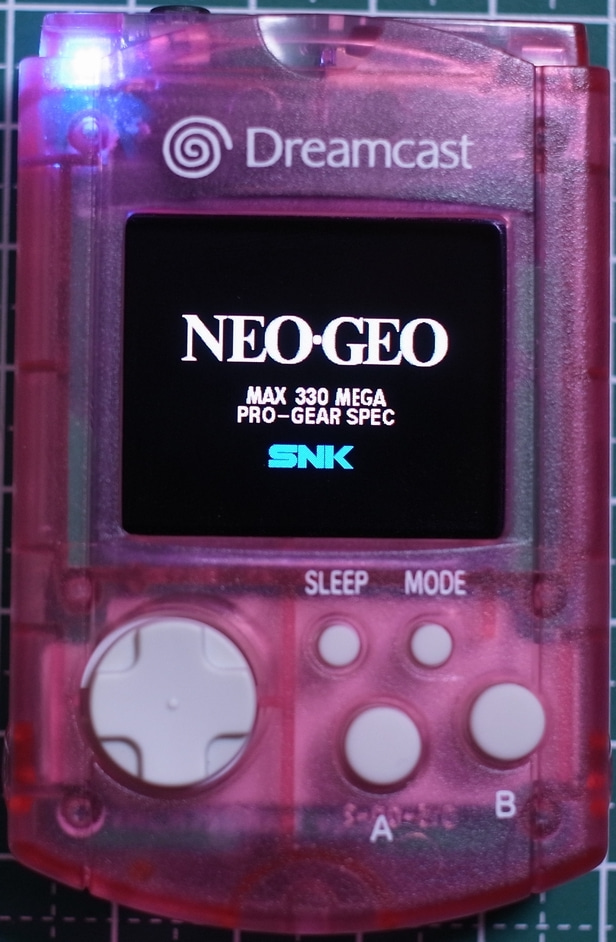 Dreamcast
NEO·GEO
MAX 330 MEGA
PRO-GEAR SPEC
SNK
SLEEP MODE
B
A